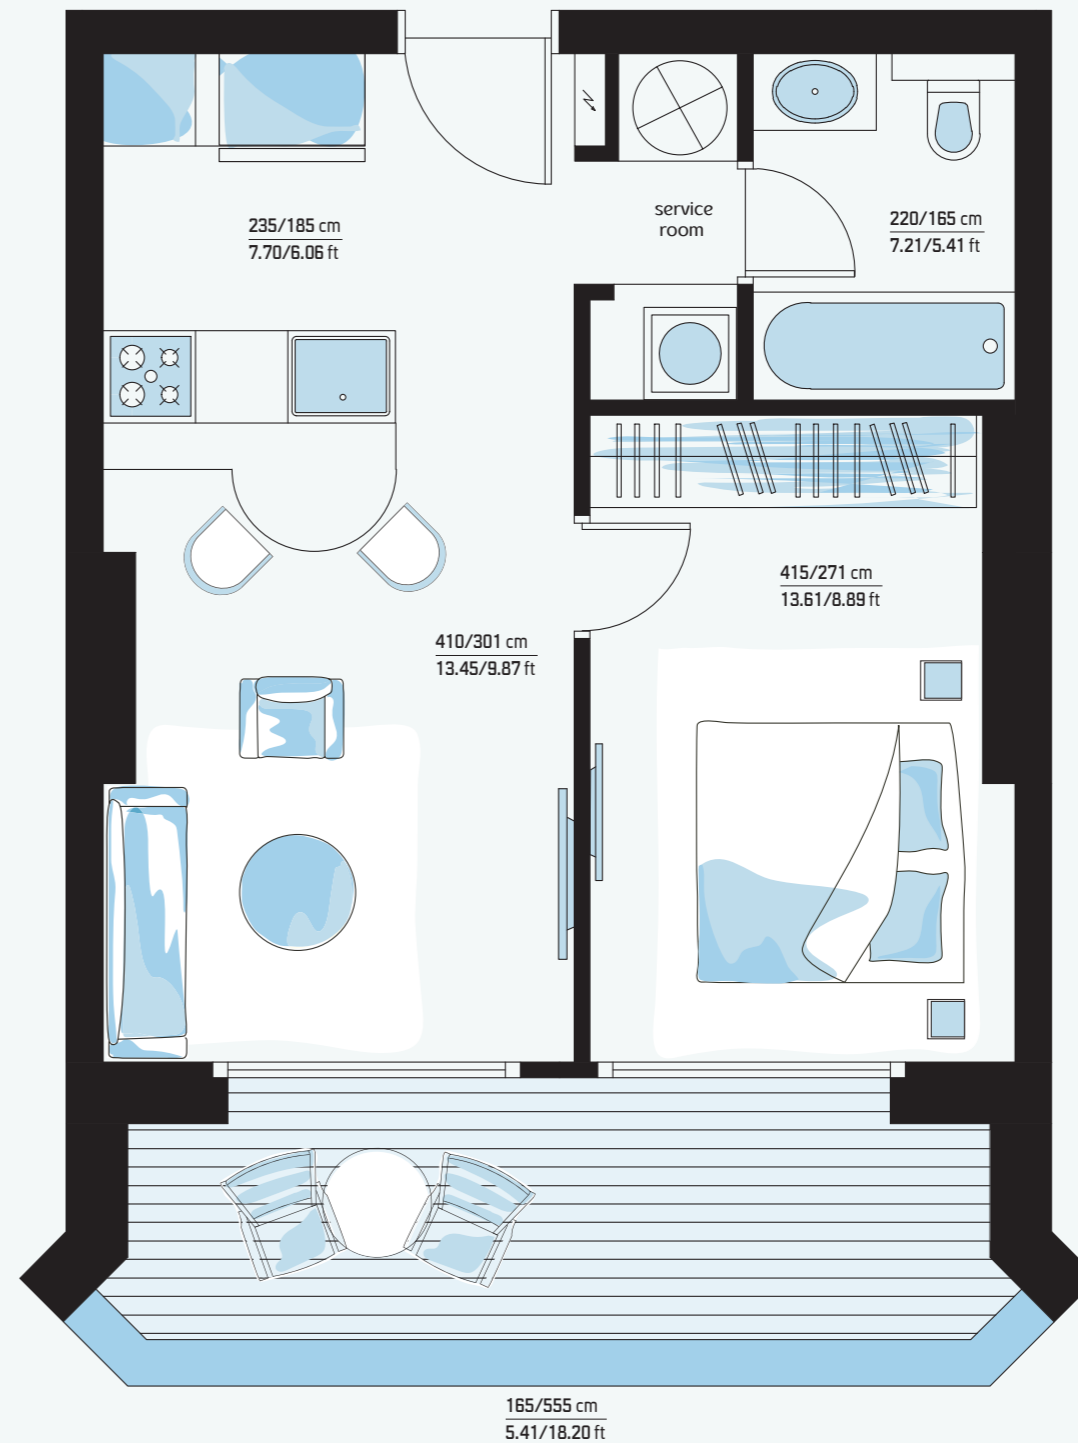 service
room
235/185 cm
7.70/6.06 ft
220/165 cm
7.21/5.41 ft
415/271 cm
13.61/8.89 ft
410/301 cm
13.45/9.87 ft
165/555 cm
5.41/18.20 ft